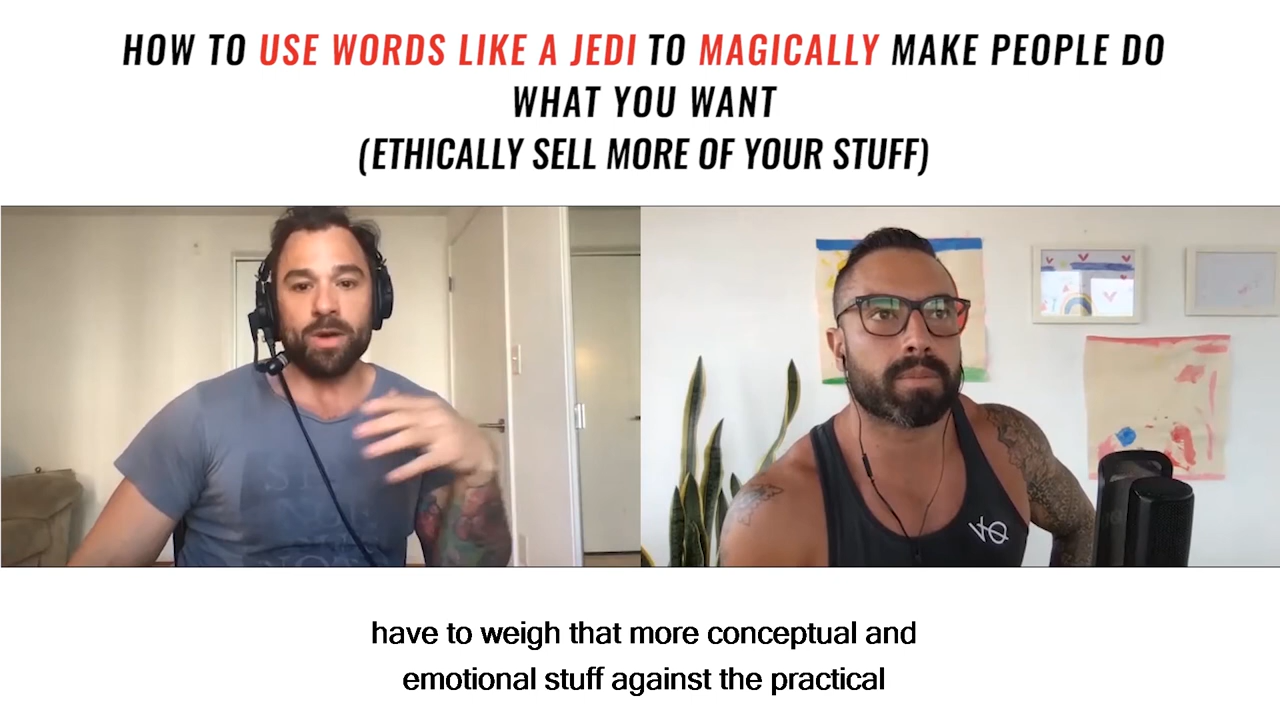 HOW TO USE WORDS LIKE A JEDI TO MAGICALLY MAKE PEOPLE DO
WHAT YOU WANT
(ETHICALLY SELL MORE OF YOUR STUFF)
have to weigh that more conceptual and
emotional stuff against the practical